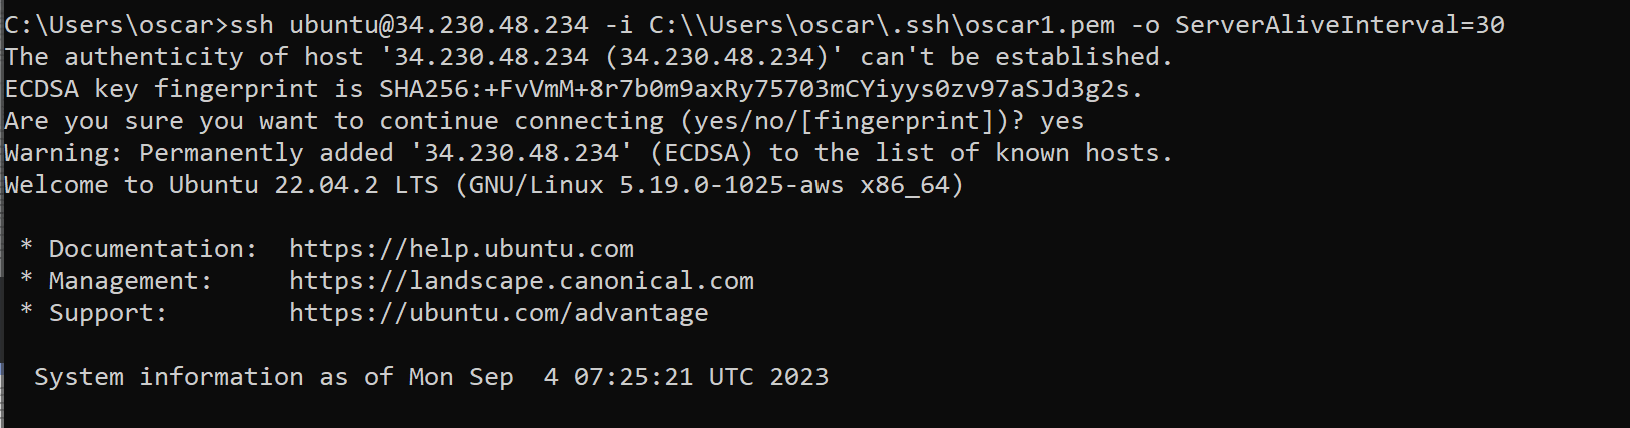 C:\Users\oscar>ssh ubuntu@34.230.48.234 -i C:\\Users\oscar\.ssh\oscar1.pem -o ServerAliveInterval=30
The authenticity of host '34.230.48.234 (34.230.48.234)' can't be established.
ECDSA key fingerprint is SHA256:+FvVmM+8r7b0m9axRy75703mCYiyys0zv97aSJd3g2s.
Are you sure you want to continue connecting (yes/no/[fingerprint])? yes
Warning: Permanently added '34.230.48.234' (ECDSA) to the list of known hosts.
Welcome to Ubuntu 22.04.2 LTS (GNU/Linux 5.19.0-1025-aws x86_64)
* Documentation:  https://help.ubuntu.com
* Management:     https://landscape.canonical.com
* Support:        https://ubuntu.com/advantage
System information as of Mon Sep  4 07:25:21 UTC 2023